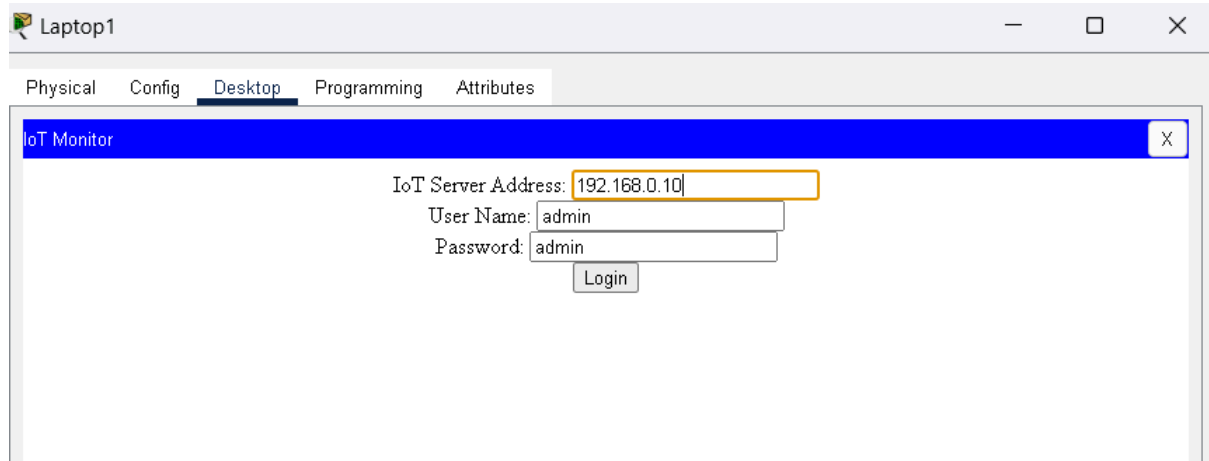 Laptop1
Physical Config Desktop Programming Attributes
IoT Monitor X
IoT Server Address: 192.168.0.10
User Name: admin
Password: admin
Login